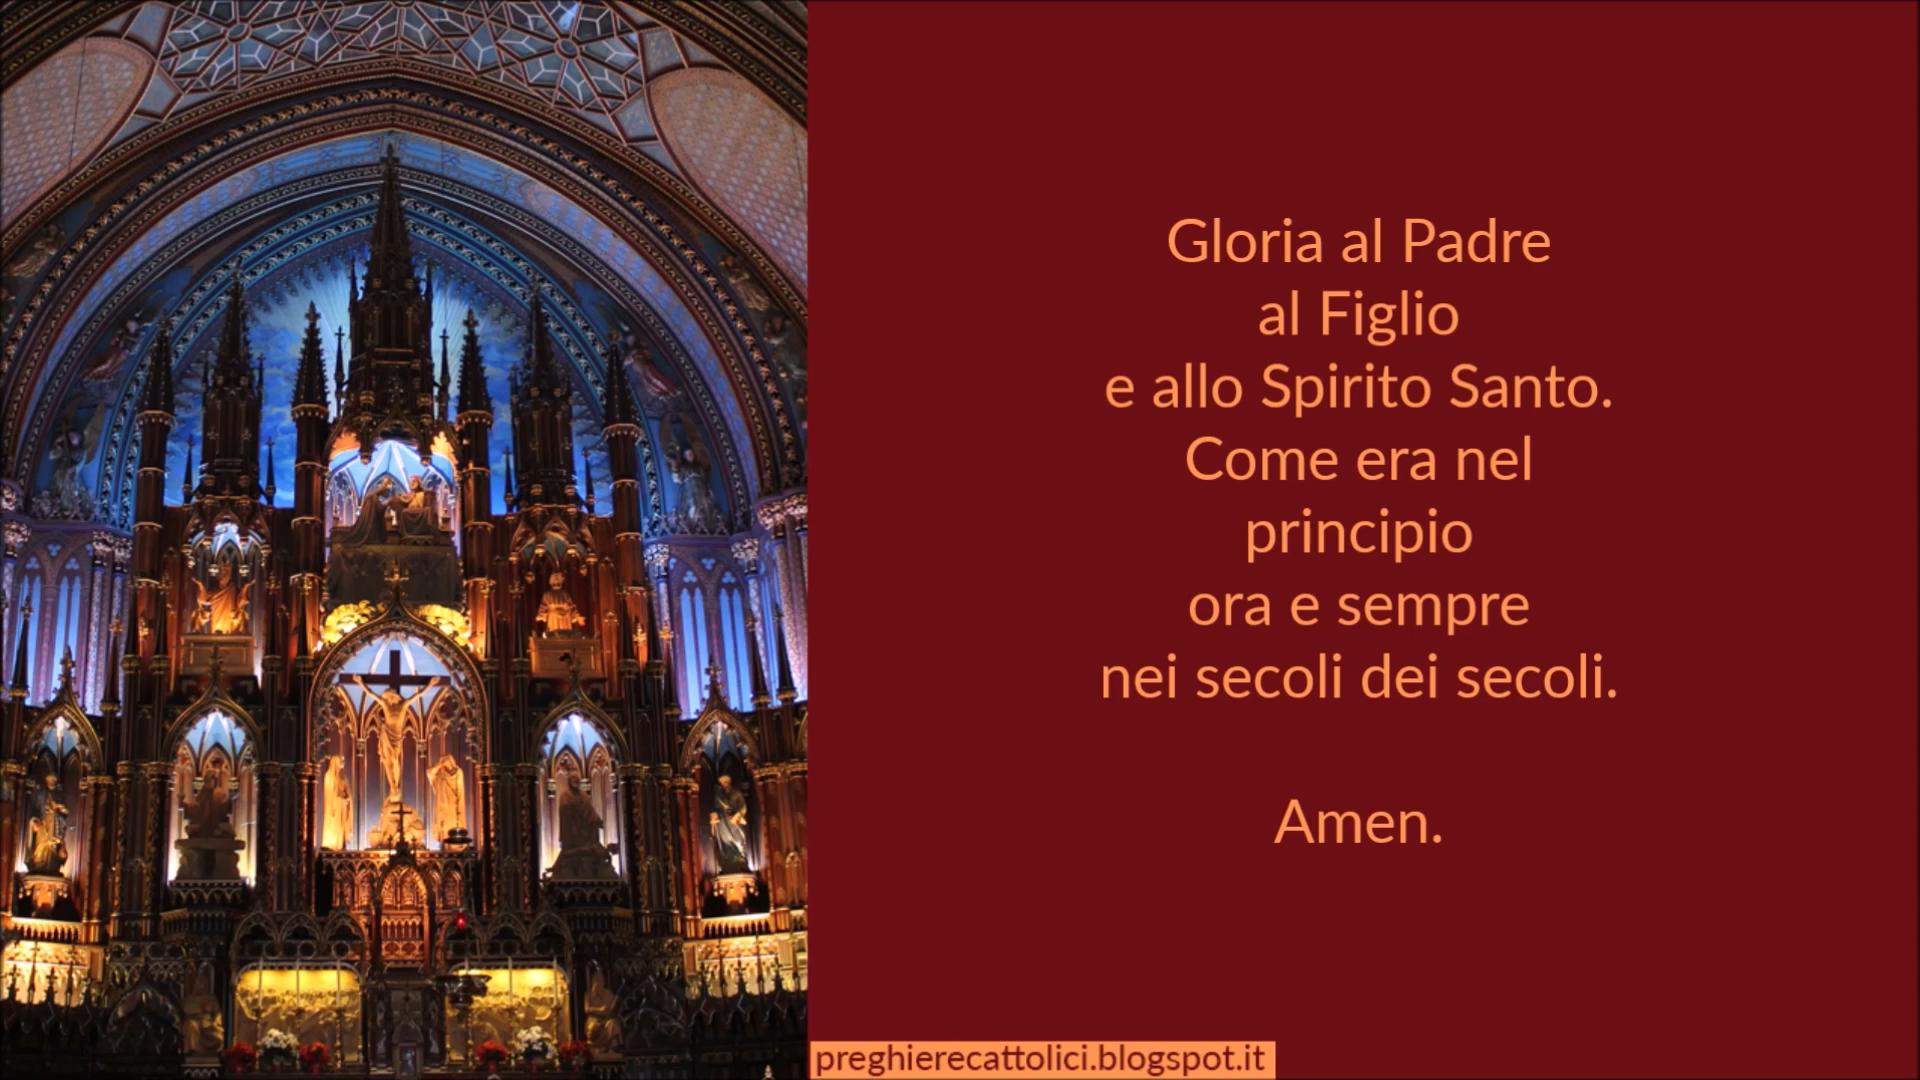 Gloria al Padre
al Figlio
e allo Spirito Santo.
Come era nel
principio
ora e sempre
nei secoli dei secoli.
Amen.
preghierecattolici.blogspot.it